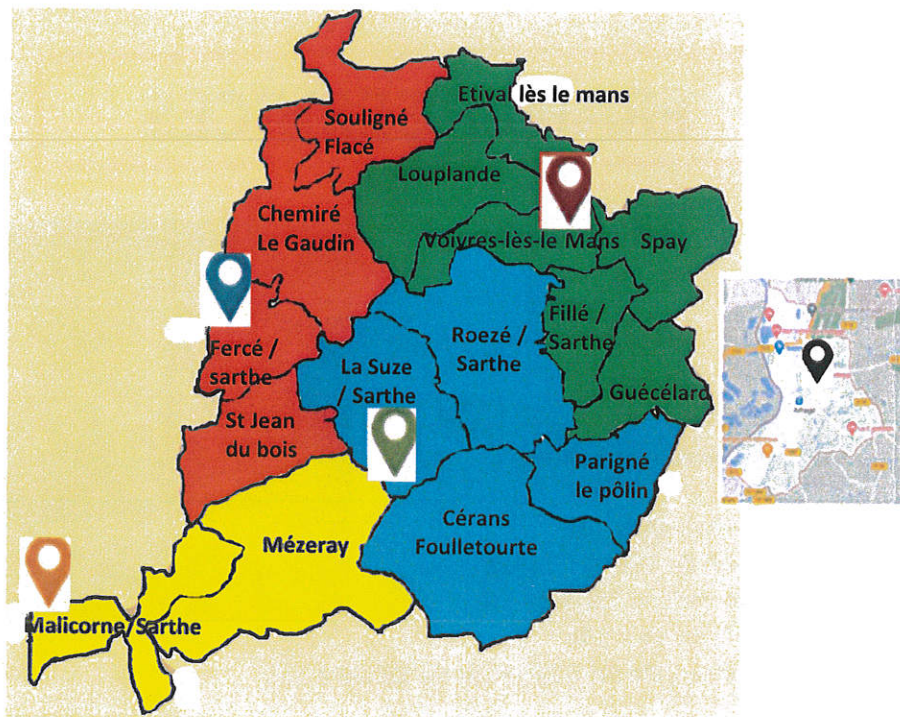 Etival lès le mans
Souligné
Flacé
Louplande
Chemiré
Le Gaudin
Voivres-lès-le Mans
Spay
Fercé /
sarthe
La Suze
/ Sarthe
Roezé /
Sarthe
Fillé /
Sarthe
Guécélard
St Jean
du bois
Parigné
le pôlin
Cérans
Foulletourte
Mézeray
Malicorne/Sarthe